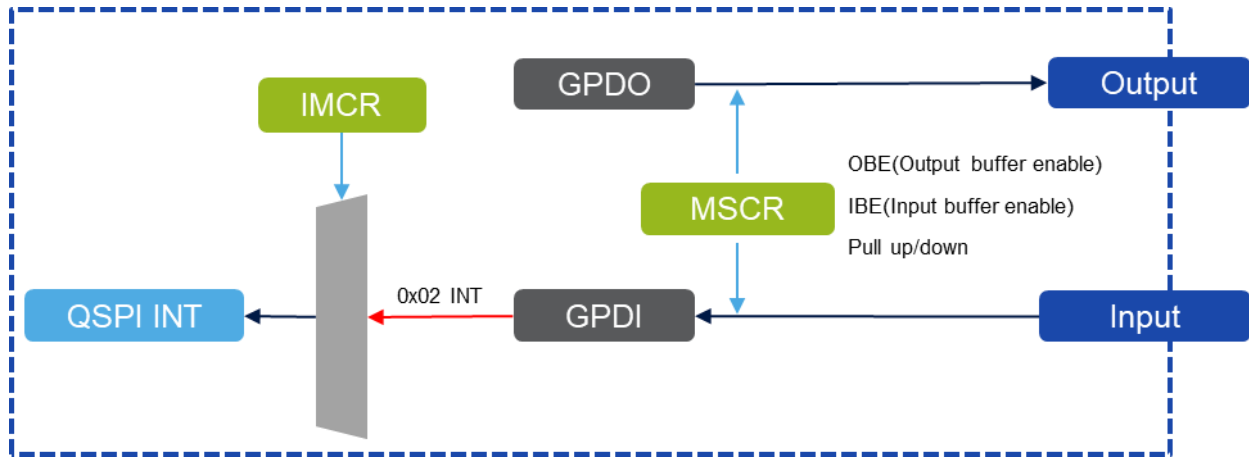 GPDO
Output
IMCR
OBE(Output buffer enable)
MSCR
IBE(Input buffer enable)
Pull up/down
QSPI INT
0x02 INT
GPDI
Input